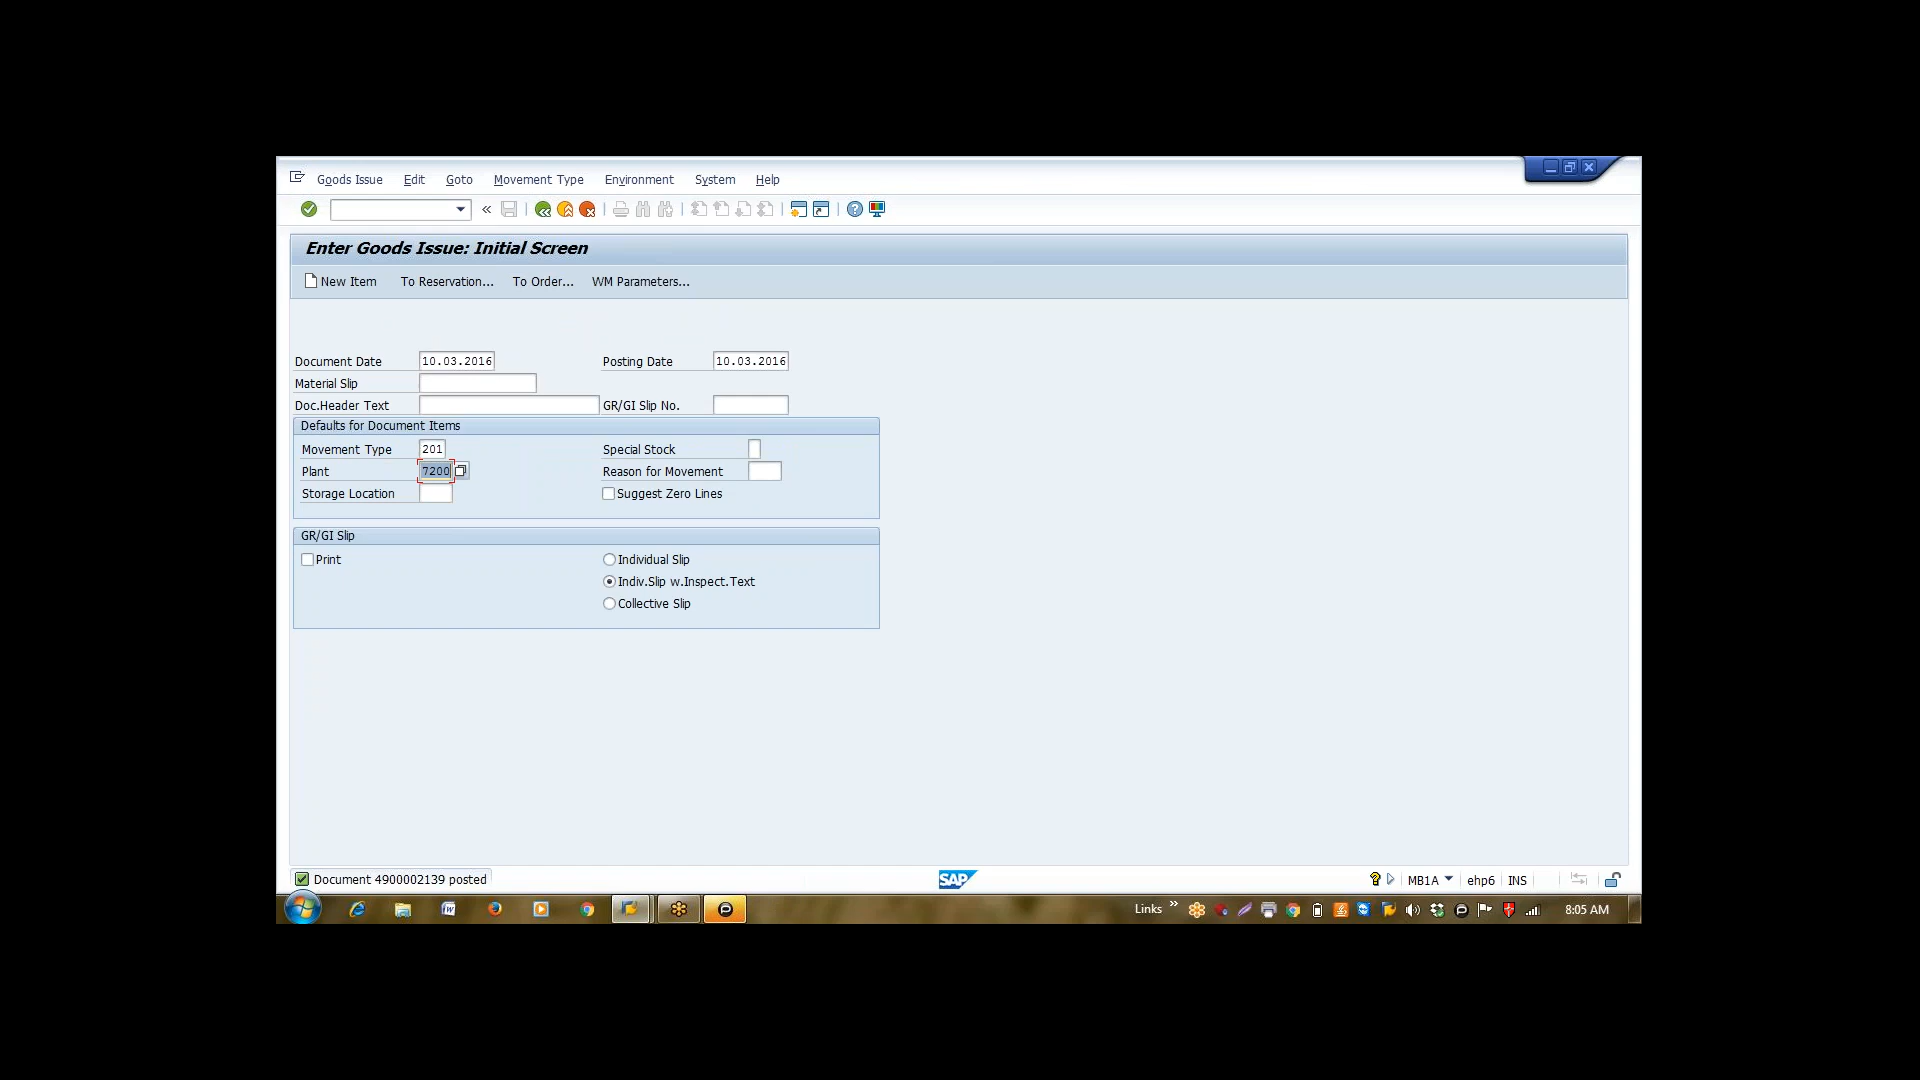 Goods Issue Edit Goto Movement Type Environment System Help
Enter Goods Issue: Initial Screen
New Item To Reservation... To Order... WM Parameters...
Document Date 10.03.2016 Posting Date 10.03.2016
Material Slip
Doc.Header Text GR/GI Slip No.
Defaults for Document Items
Movement Type 201 Special Stock
Plant 7200 Reason for Movement
Storage Location Suggest Zero Lines
GR/GI Slip
Print Individual Slip
Indiv.Slip w.Inspect.Text
Collective Slip
Document 4900002139 posted SAP MB1A ehp6 INS
Links 8:05 AM